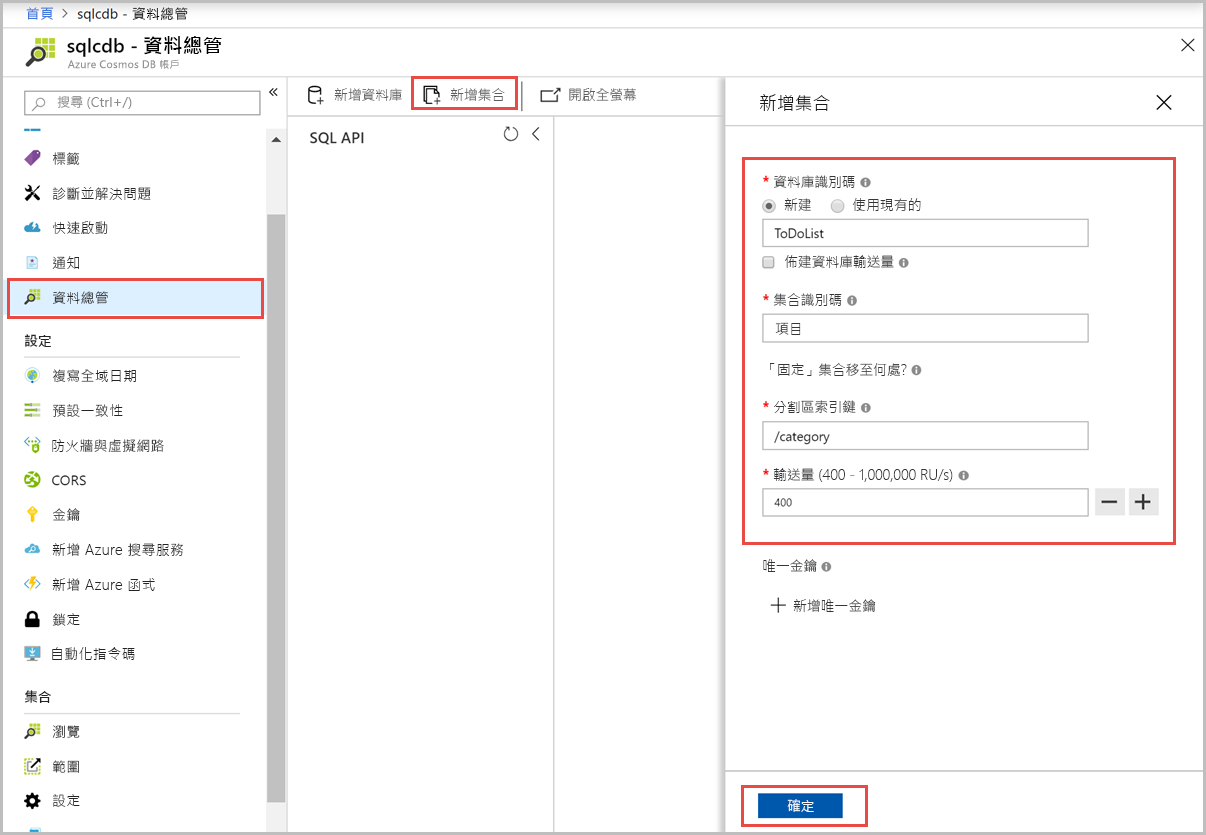 首頁 > sqlcdb - 資料總管
sqlcdb - 資料總管
Azure Cosmos DB 帳戶
搜尋 (Ctrl+/)
標籤
診斷並解決問題
快速啟動
通知
資料總管
設定
複寫全域日期
預設一致性
防火牆與虛擬網路
CORS
金鑰
新增 Azure 搜尋服務
新增 Azure 函式
鎖定
自動化指令碼
集合
瀏覽
範圍
設定
新增資料庫
新增集合
開啟全螢幕
SQL API
新增集合
* 資料庫識別碼
新建 使用現有的
ToDoList
佈建資料庫輸送量
* 集合識別碼
項目
「固定」集合移至何處?
* 分割區索引鍵
/category
* 輸送量 (400 - 1,000,000 RU/s)
400
唯一金鑰
新增唯一金鑰
確定